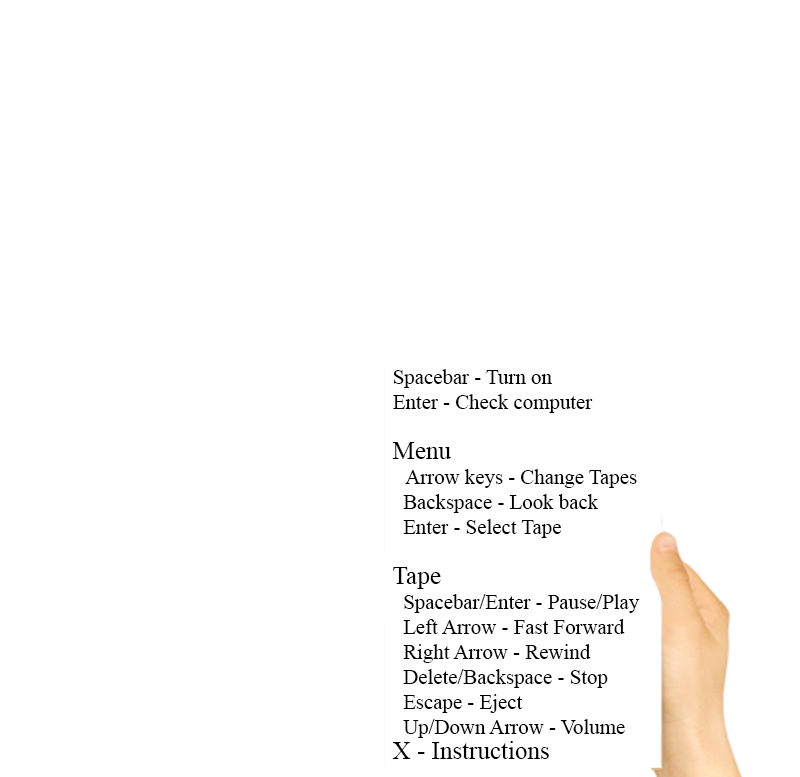 Spacebar - Turn on
Enter - Check computer
Menu
Arrow keys - Change Tapes
Backspace - Look back
Enter - Select Tape
Tape
Spacebar/Enter - Pause/Play
Left Arrow - Fast Forward
Right Arrow - Rewind
Delete/Backspace - Stop
Escape - Eject
Up/Down Arrow - Volume
X - Instructions